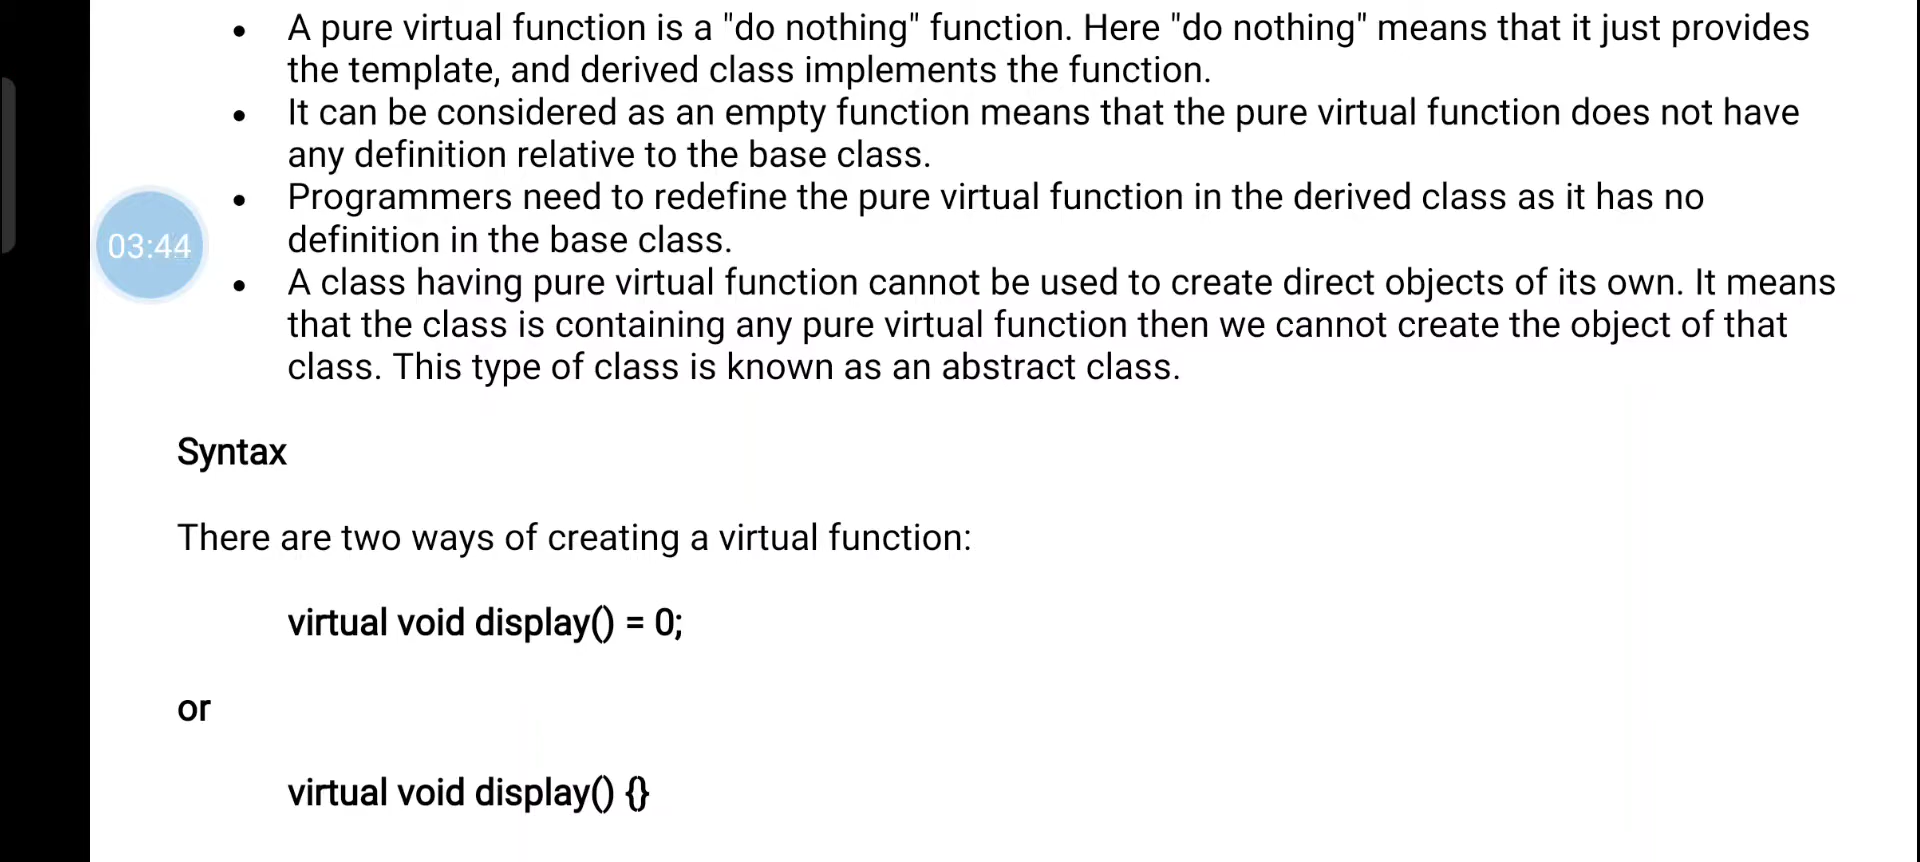 • A pure virtual function is a "do nothing" function. Here "do nothing" means that it just provides
the template, and derived class implements the function.
• It can be considered as an empty function means that the pure virtual function does not have
any definition relative to the base class.
• Programmers need to redefine the pure virtual function in the derived class as it has no
definition in the base class.
03:44
• A class having pure virtual function cannot be used to create direct objects of its own. It means
that the class is containing any pure virtual function then we cannot create the object of that
class. This type of class is known as an abstract class.
Syntax
There are two ways of creating a virtual function:
virtual void display() = 0;
or
virtual void display() {}